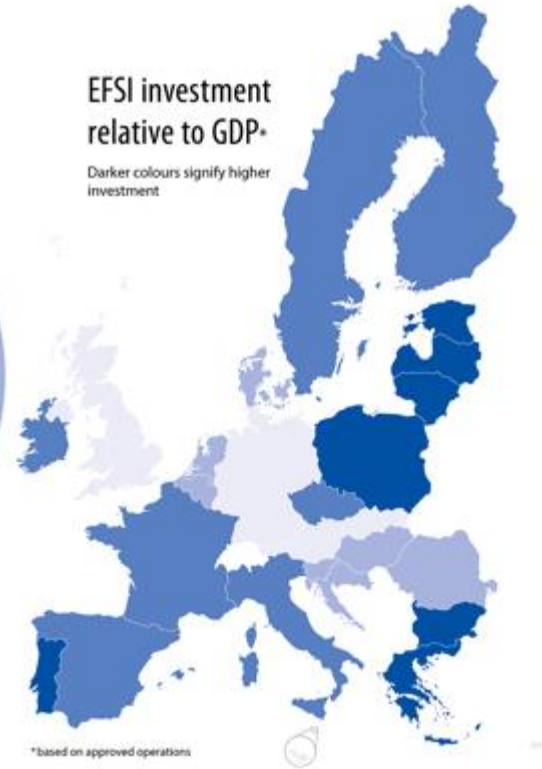 EFSI investment
relative to GDP*
Darker colours signify higher
investment
*based on approved operations